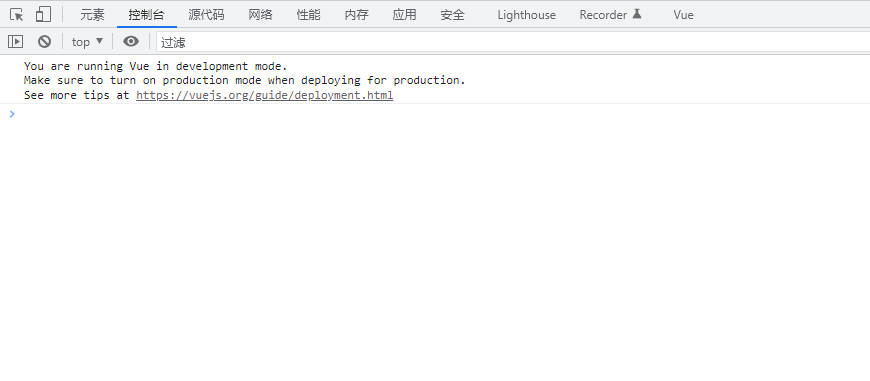 元素 控制台 源代码 网络 性能 内存 应用 安全 Lighthouse Recorder Vue
top 过滤
You are running Vue in development mode.
Make sure to turn on production mode when deploying for production.
See more tips at https://vuejs.org/guide/deployment.html